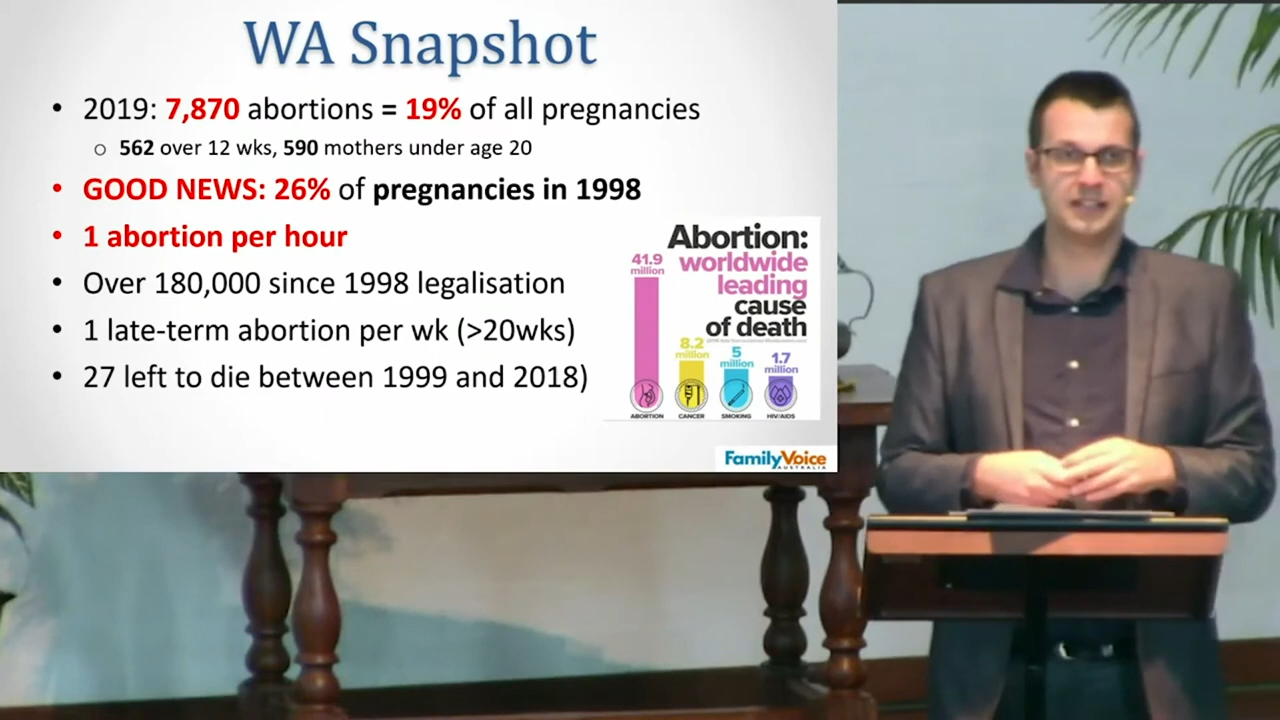 WA Snapshot
• 2019: 7,870 abortions = 19% of all pregnancies
○ 562 over 12 wks, 590 mothers under age 20
• GOOD NEWS: 26% of pregnancies in 1998
• 1 abortion per hour
• Over 180,000 since 1998 legalisation
• 1 late-term abortion per wk (>20wks)
• 27 left to die between 1999 and 2018)
Abortion:
worldwide
leading
cause
of death
41.9
million
8.2
million
5
million
1.7
million
ABORTION
CANCER
SMOKING
HIV/AIDS
FamilyVoice
AUSTRALIA